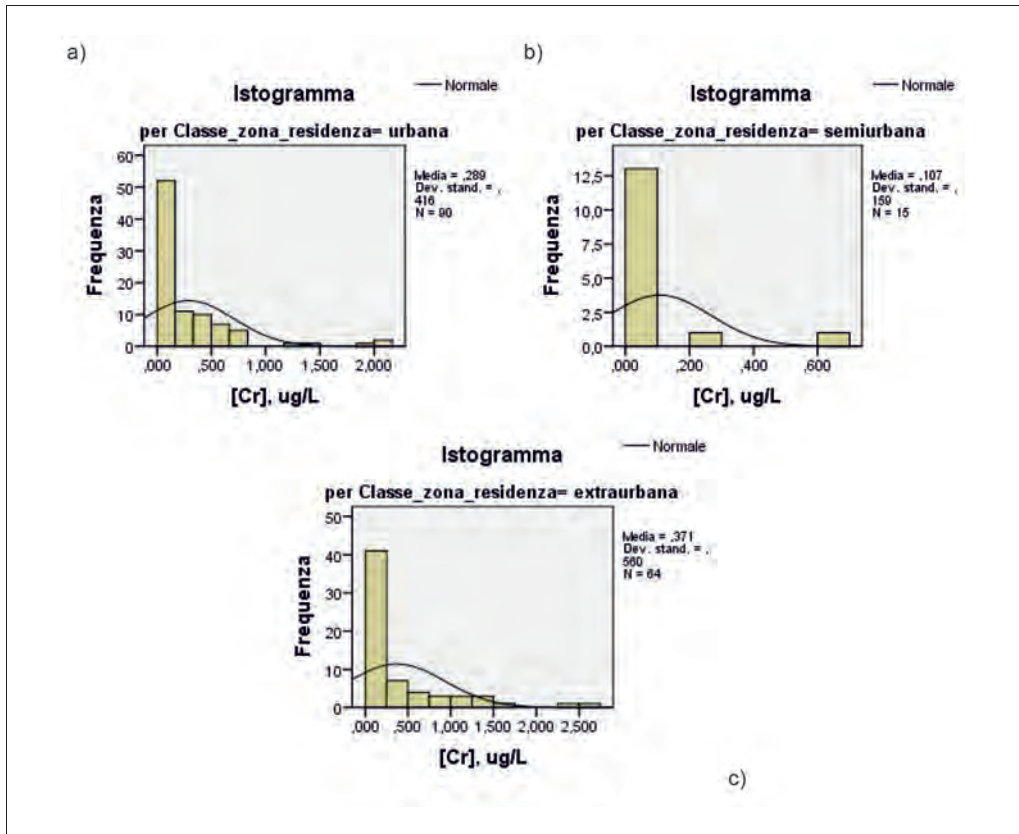 a)
Normale
Istogramma
per Classe_zona_residenza= urbana
60
50
40
30
20
10
0
Frequenza
,000 ,500 1,000 1,500 2,000
[Cr], ug/L
Media = ,289
Dev. stand. = ,
416
N = 90
b)
Normale
Istogramma
per Classe_zona_residenza= semiurbana
12,5
10,0
7,5
5,0
2,5
0,0
Frequenza
,000 ,200 ,400 ,600
[Cr], ug/L
Media = ,107
Dev. stand. = ,
159
N = 15
Normale
Istogramma
per Classe_zona_residenza= extraurbana
50
40
30
20
10
0
Frequenza
,000 ,500 1,000 1,500 2,000 2,500
[Cr], ug/L
Media = ,371
Dev. stand. = ,
560
N = 64
c)